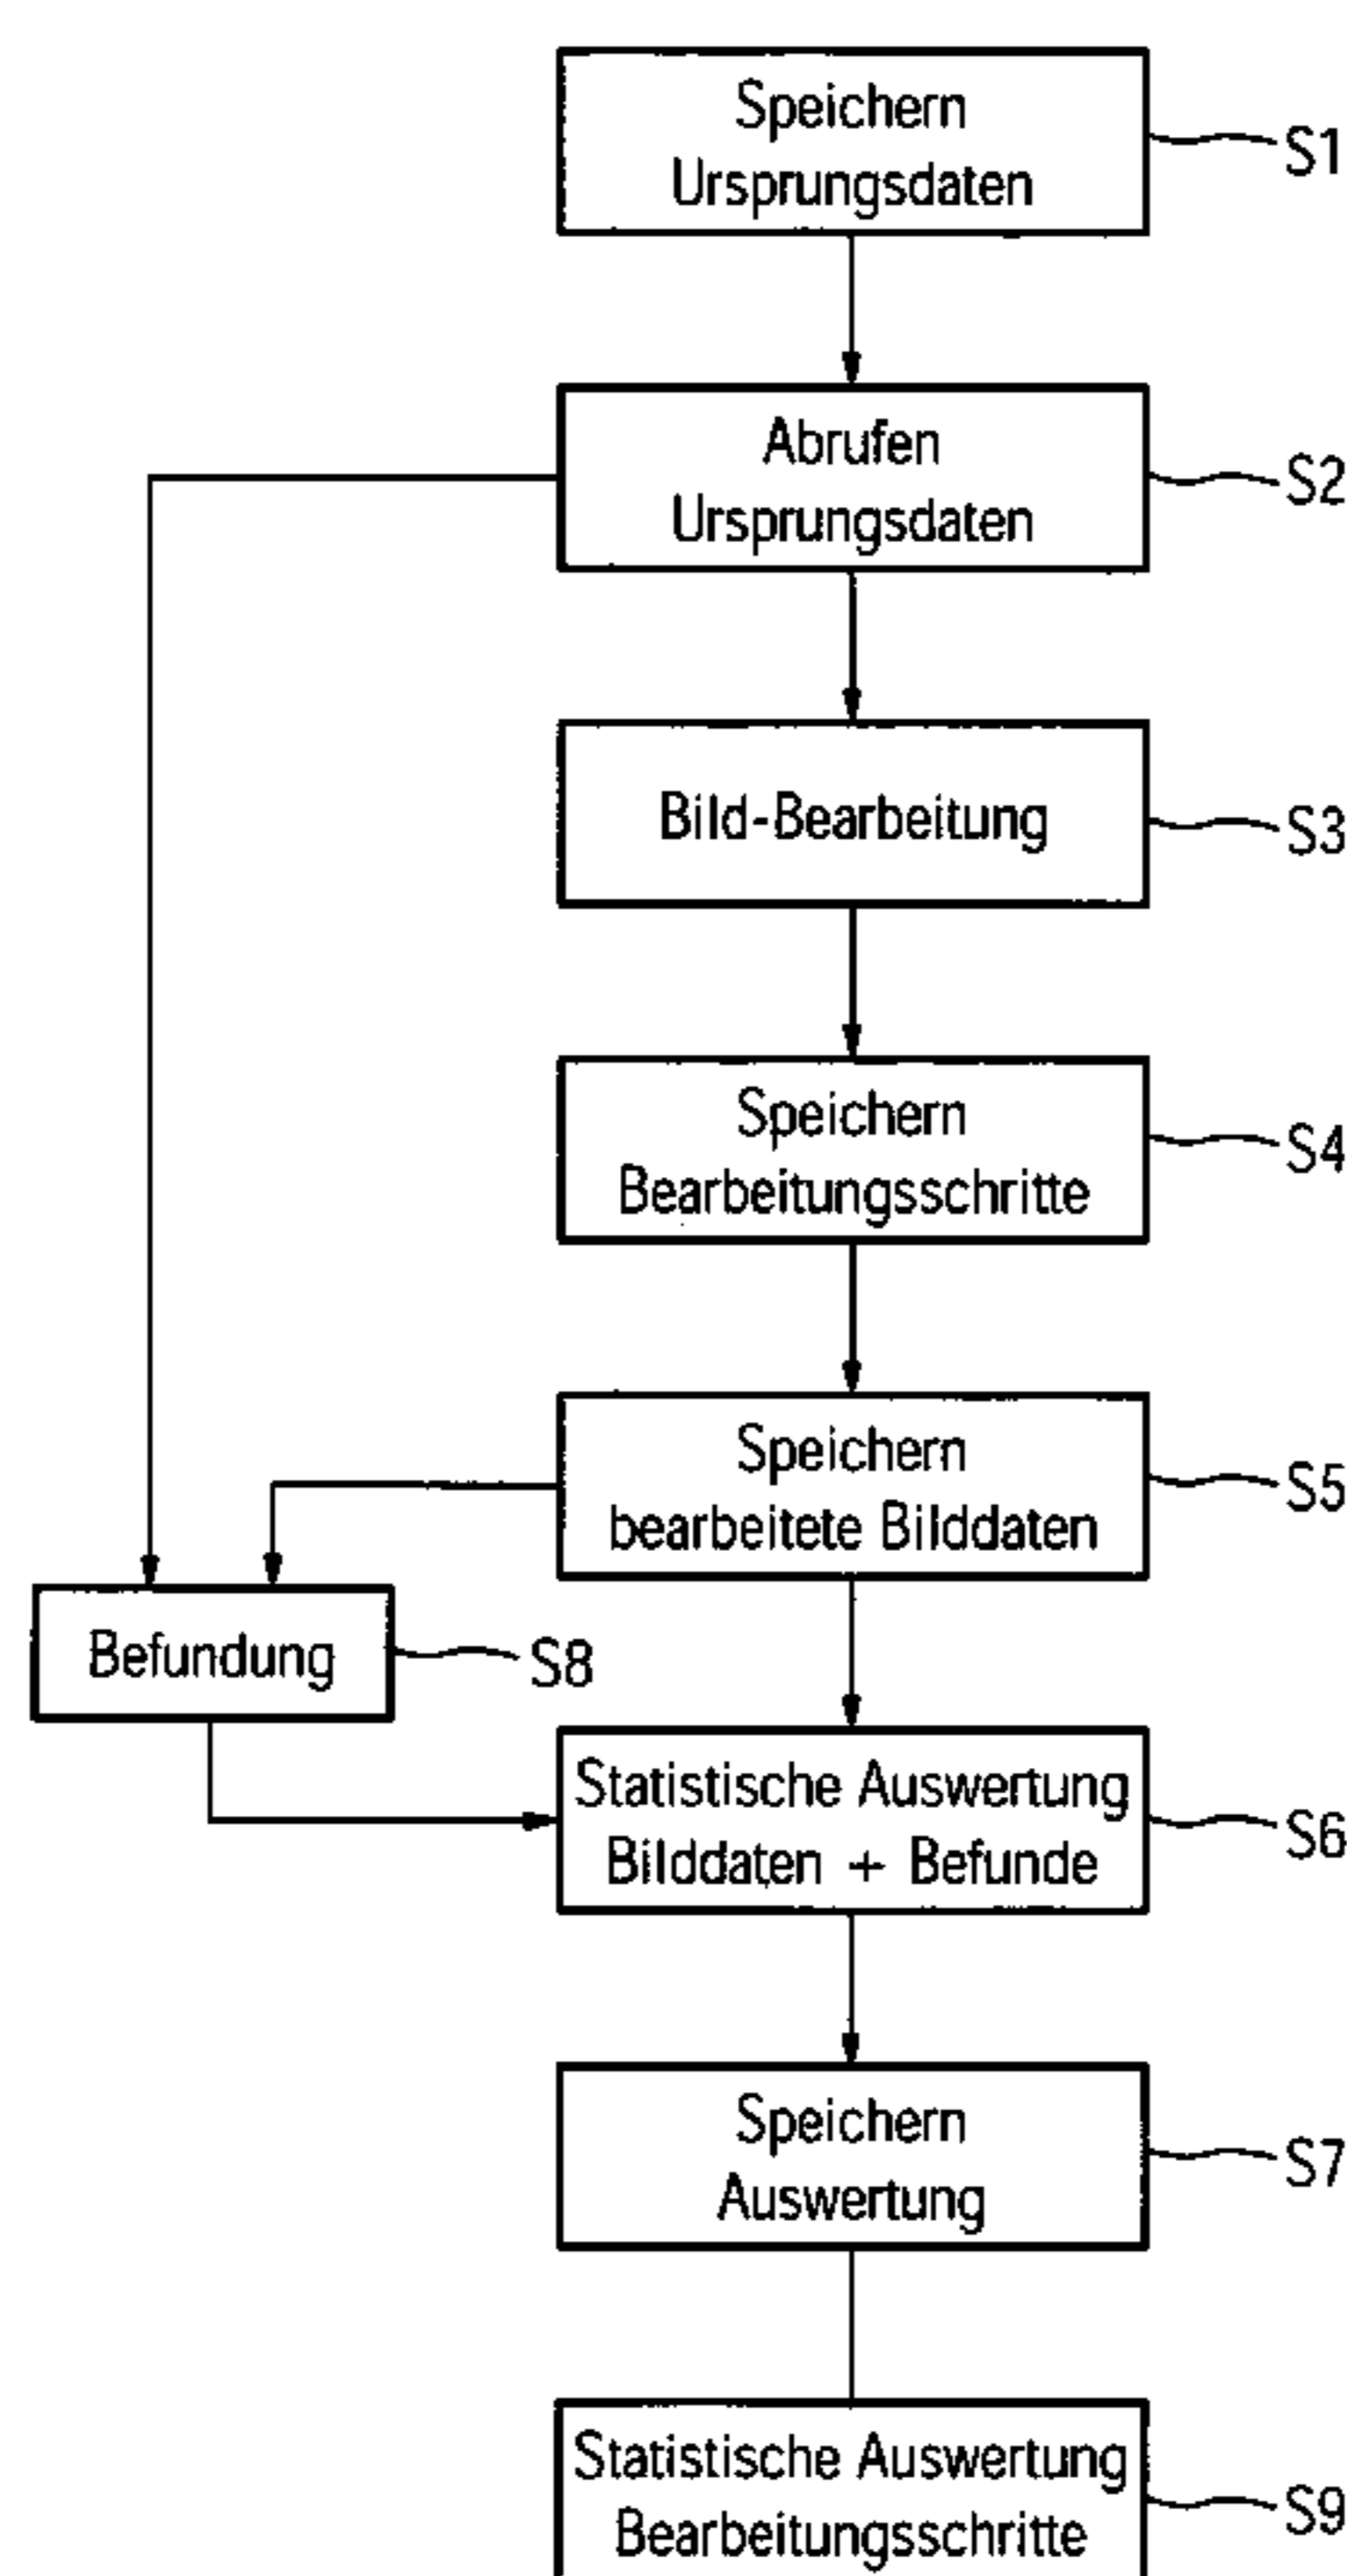 Speichern
Ursprungsdaten
S1
Abrufen
Ursprungsdaten
S2
Bild-Bearbeitung
S3
Speichern
Bearbeitungsschritte
S4
Speichern
bearbeitete Bilddaten
S5
Befundung
S8
Statistische Auswertung
Bilddaten + Befunde
S6
Speichern
Auswertung
S7
Statistische Auswertung
Bearbeitungsschritte
S9